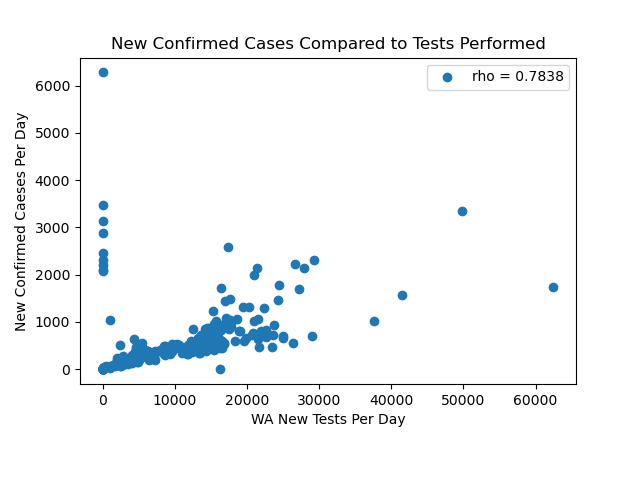 New Confirmed Cases Compared to Tests Performed
rho = 0.7838
6000
5000
4000
3000
2000
1000
0
New Confirmed Caeses Per Day
0 10000 20000 30000 40000 50000 60000
WA New Tests Per Day